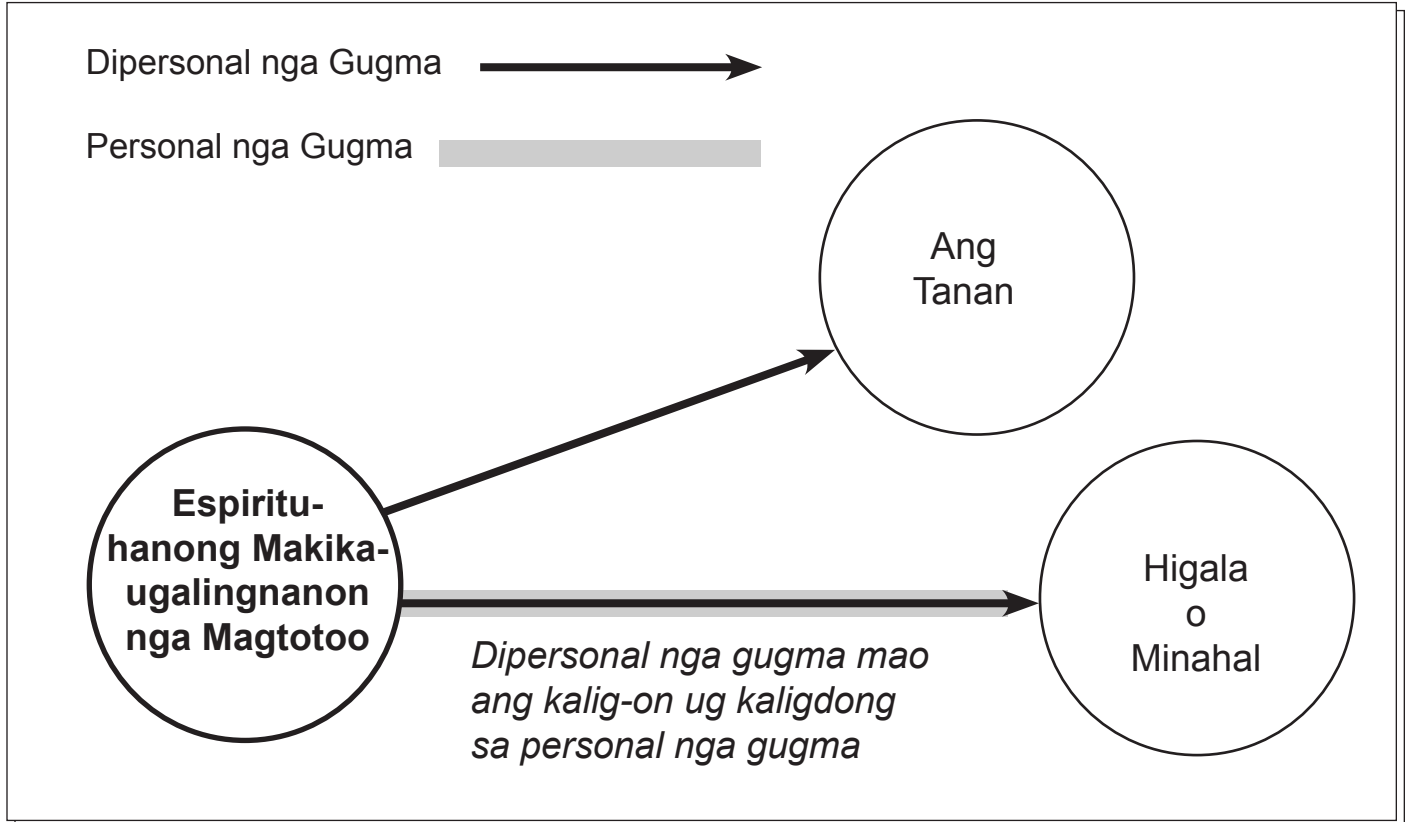 Dipersonal nga Gugma
Personal nga Gugma
Ang
Tanan
Espiritu-
hanong Makika-
ugalingnanon
nga Magtotoo
Higala
o
Minahal
Dipersonal nga gugma mao
ang kalig-on ug kaligdong
sa personal nga gugma